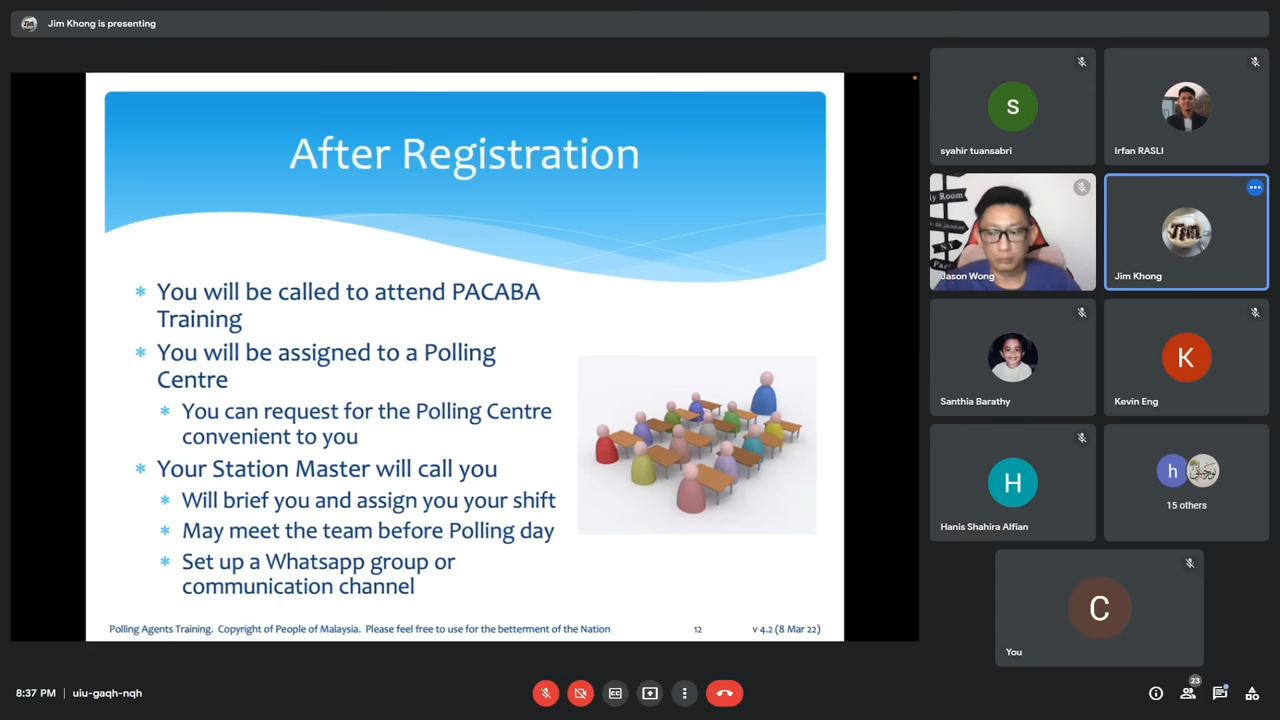 Jim Khong is presenting
After Registration
* You will be called to attend PACABA
Training
* You will be assigned to a Polling
Centre
* You can request for the Polling Centre
convenient to you
* Your Station Master will call you
* Will brief you and assign you your shift
* May meet the team before Polling day
* Set up a Whatsapp group or
communication channel
Polling Agents Training. Copyright of People of Malaysia. Please feel free to use for the betterment of the Nation 12 v 4.2 (8 Mar 22)
s
syahir tuansabri
Irfan RASLI
Jason Wong
Jim
Jim Khong
Santhia Barathy
K
Kevin Eng
H
Hanis Shahira Alfian
h
15 others
C
You
8:37 PM | uiu-gaqh-nqh
23